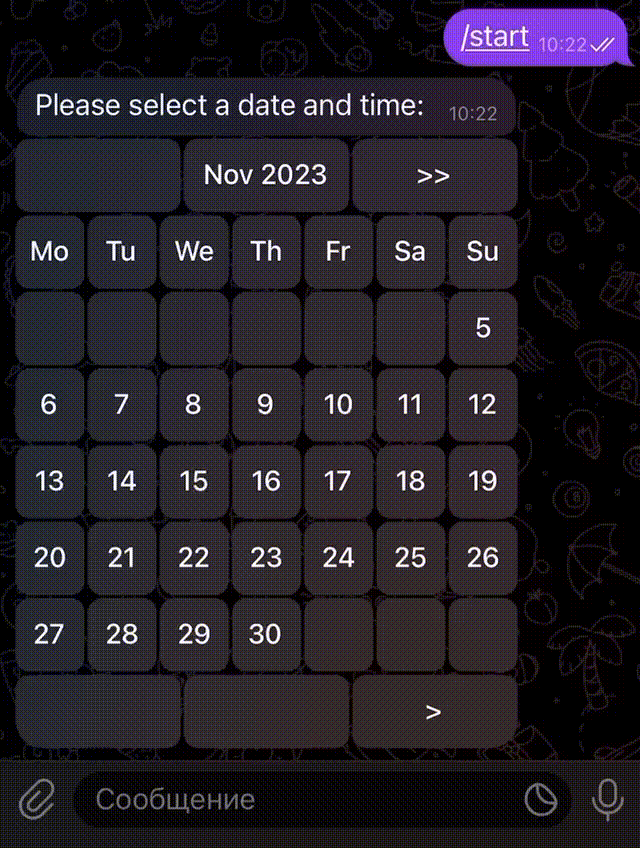 /start 10:22
Please select a date and time: 10:22
Nov 2023 >>
Mo Tu We Th Fr Sa Su
5
6 7 8 9 10 11 12
13 14 15 16 17 18 19
20 21 22 23 24 25 26
27 28 29 30
>
Сообщение